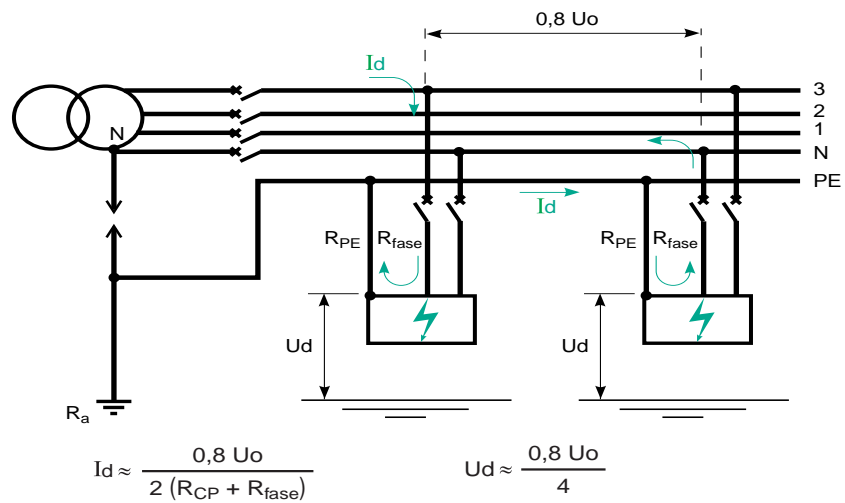 0,8 Uo
Id
3
2
1
N
N
PE
Id
RPE Rfase
RPE Rfase
Ud
Ud
Ra
Id ≈ 0,8 Uo / 2 (RCP + Rfase)
Ud ≈ 0,8 Uo / 4